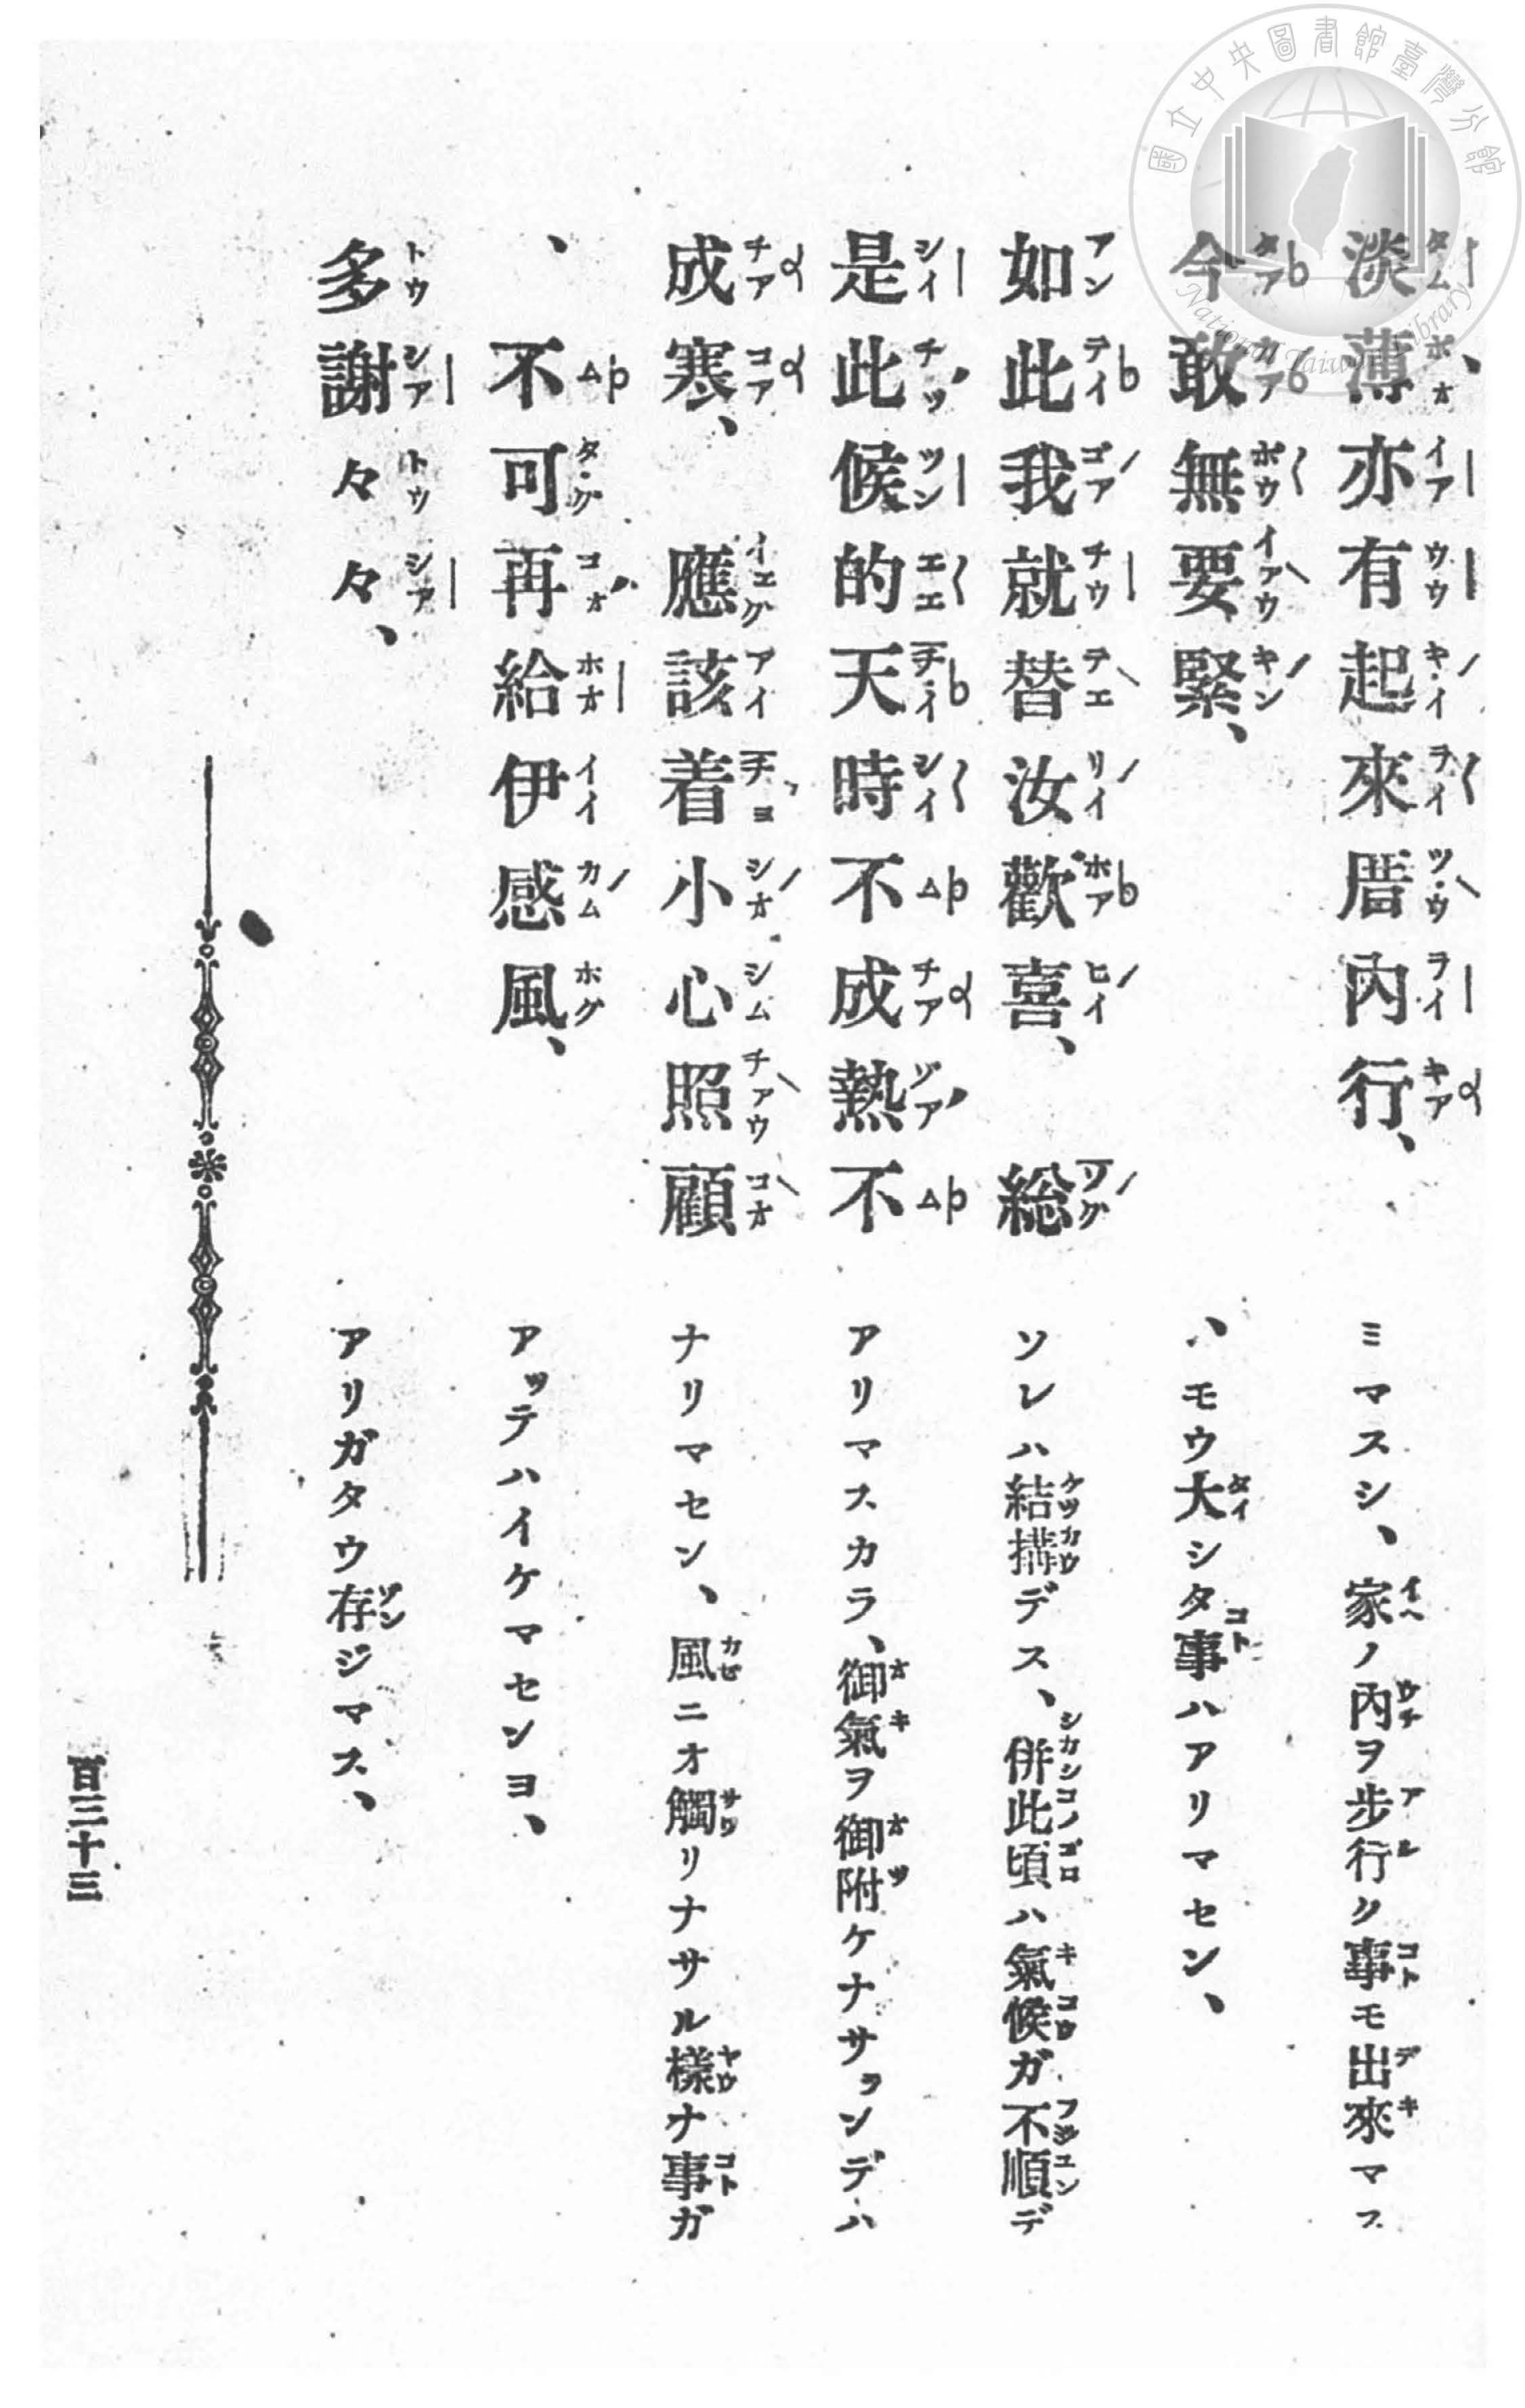 淡薄亦有起來厝內行、
今敢無要緊、
如此我就替汝歡喜、 総
是此候的天時不成熱不
成寒、 應該着小心照顧
、 不可再給伊感風、
多謝々々、
ミマスシ、家ノ內ヲ步行ク事モ出來マス
、ハモウ大シタ事ハアリマセン、
ソレハ結搆デス、併此頃ハ氣候ガ不順デ
アリマスカラ、御氣ヲ御附ケナサランデハ
ナリマセン、風ニオ觸リナサル樣ナ事ガ
アッテハイケマセンヨ、
アリガタウ存ジマス、
百三十三
國立中央圖書館臺灣分館
National Taiwan Library